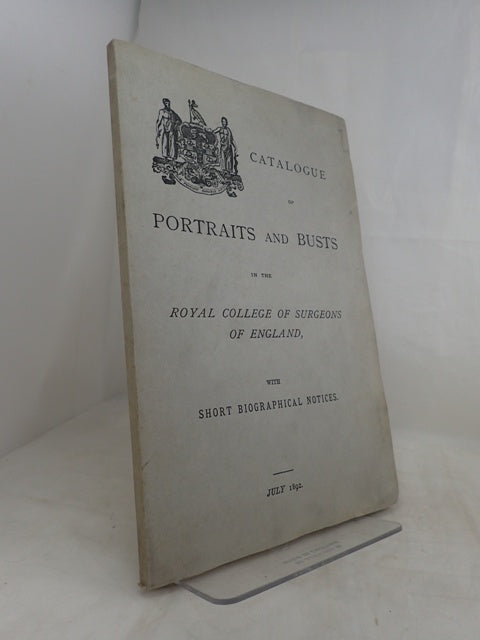 CATALOGUE
OF
PORTRAITS AND BUSTS
IN THE
ROYAL COLLEGE OF SURGEONS
OF ENGLAND,
WITH
SHORT BIOGRAPHICAL NOTICES.
JULY 1892.